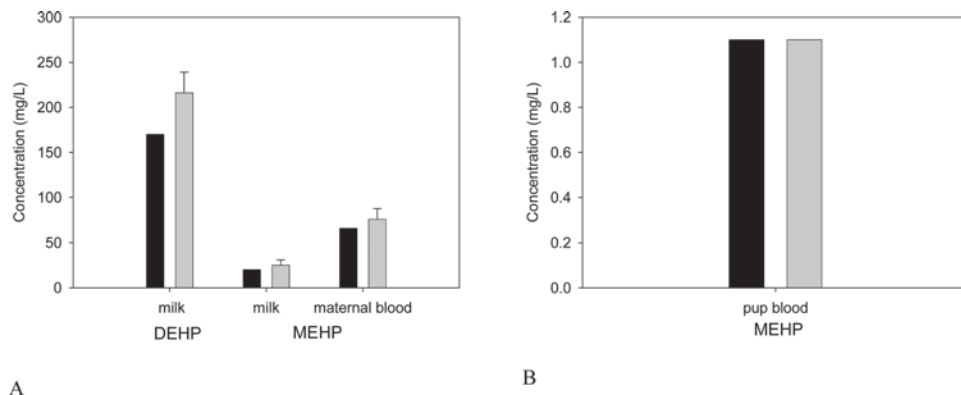 300
250
200
150
100
50
0
Concentration (mg/L)
milk
milk
maternal blood
DEHP
MEHP
A
1.2
1.0
0.8
0.6
0.4
0.2
0.0
Concentration (mg/L)
pup blood
MEHP
B